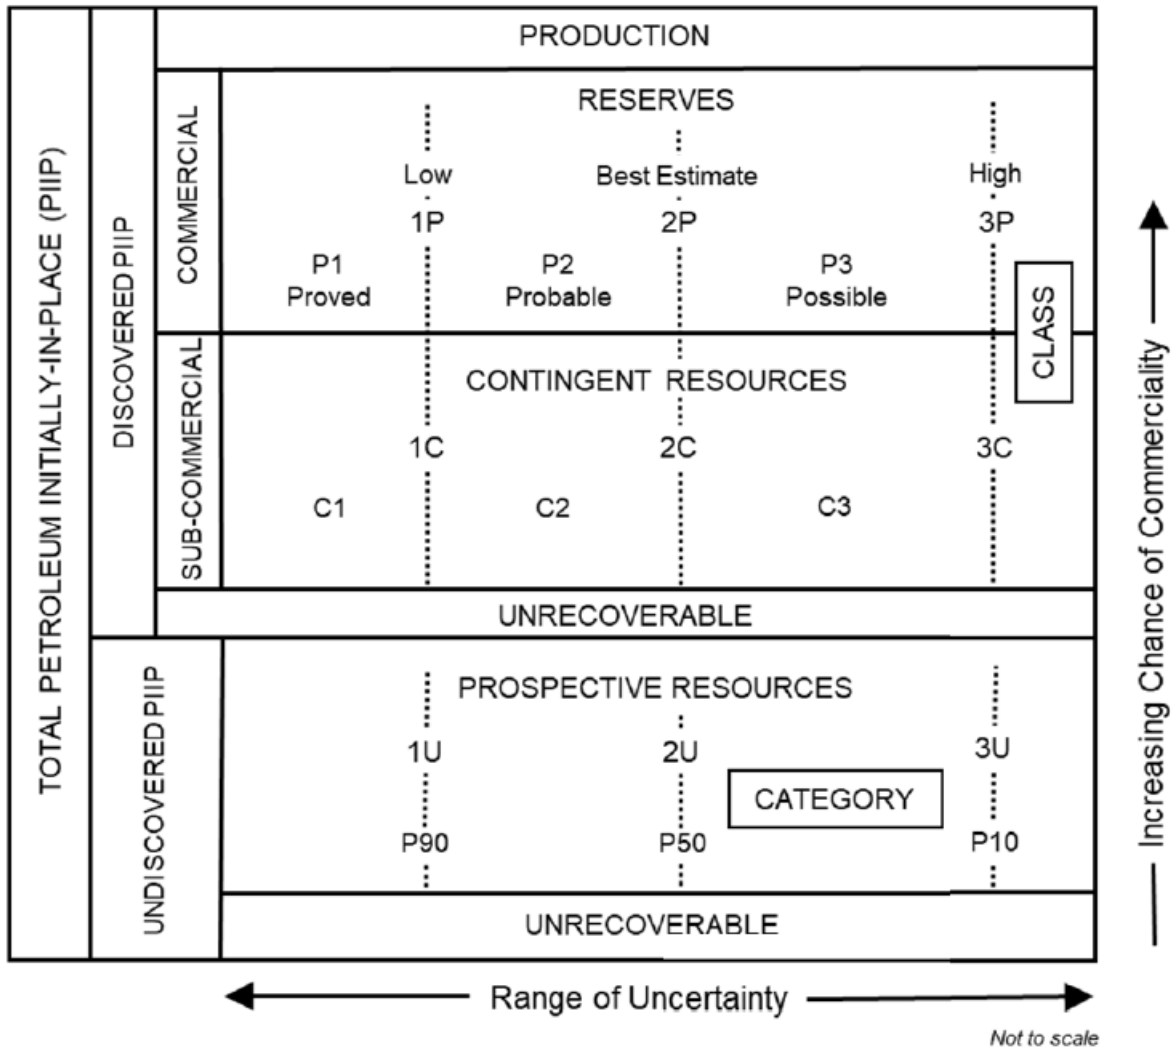 TOTAL PETROLEUM INITIALLY-IN-PLACE (PIIP)
DISCOVERED PIIP
UNDISCOVERED PIIP
COMMERCIAL
SUB-COMMERCIAL
PRODUCTION
RESERVES
Low Best Estimate High
1P 2P 3P
P1 P2 P3
Proved Probable Possible
CLASS
CONTINGENT RESOURCES
1C 2C 3C
C1 C2 C3
UNRECOVERABLE
PROSPECTIVE RESOURCES
1U 2U 3U
CATEGORY
P90 P50 P10
UNRECOVERABLE
Increasing Chance of Commerciality
Range of Uncertainty
Not to scale